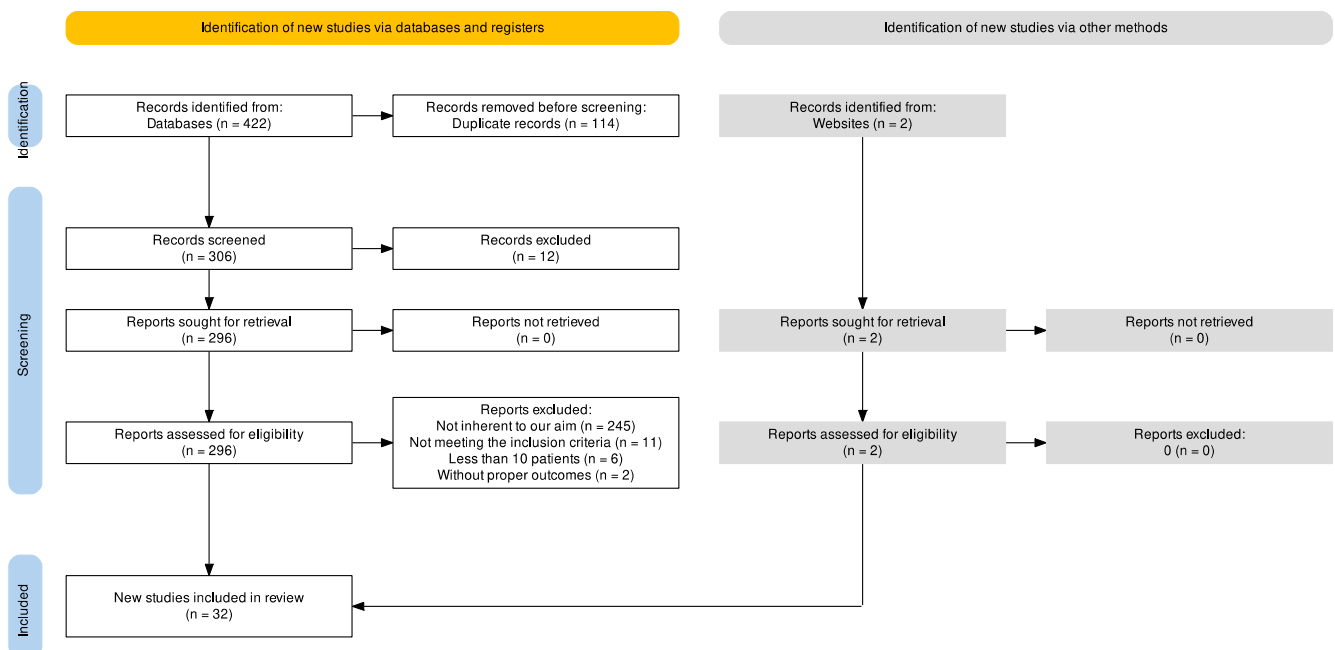 Identification of new studies via databases and registers
Identification of new studies via other methods
Identification
Records identified from:
Databases (n = 422)
Records removed before screening:
Duplicate records (n = 114)
Records identified from:
Websites (n = 2)
Screening
Records screened
(n = 306)
Records excluded
(n = 12)
Reports sought for retrieval
(n = 296)
Reports not retrieved
(n = 0)
Reports sought for retrieval
(n = 2)
Reports not retrieved
(n = 0)
Reports assessed for eligibility
(n = 296)
Reports excluded:
Not inherent to our aim (n = 245)
Not meeting the inclusion criteria (n = 11)
Less than 10 patients (n = 6)
Without proper outcomes (n = 2)
Reports assessed for eligibility
(n = 2)
Reports excluded:
0 (n = 0)
Included
New studies included in review
(n = 32)